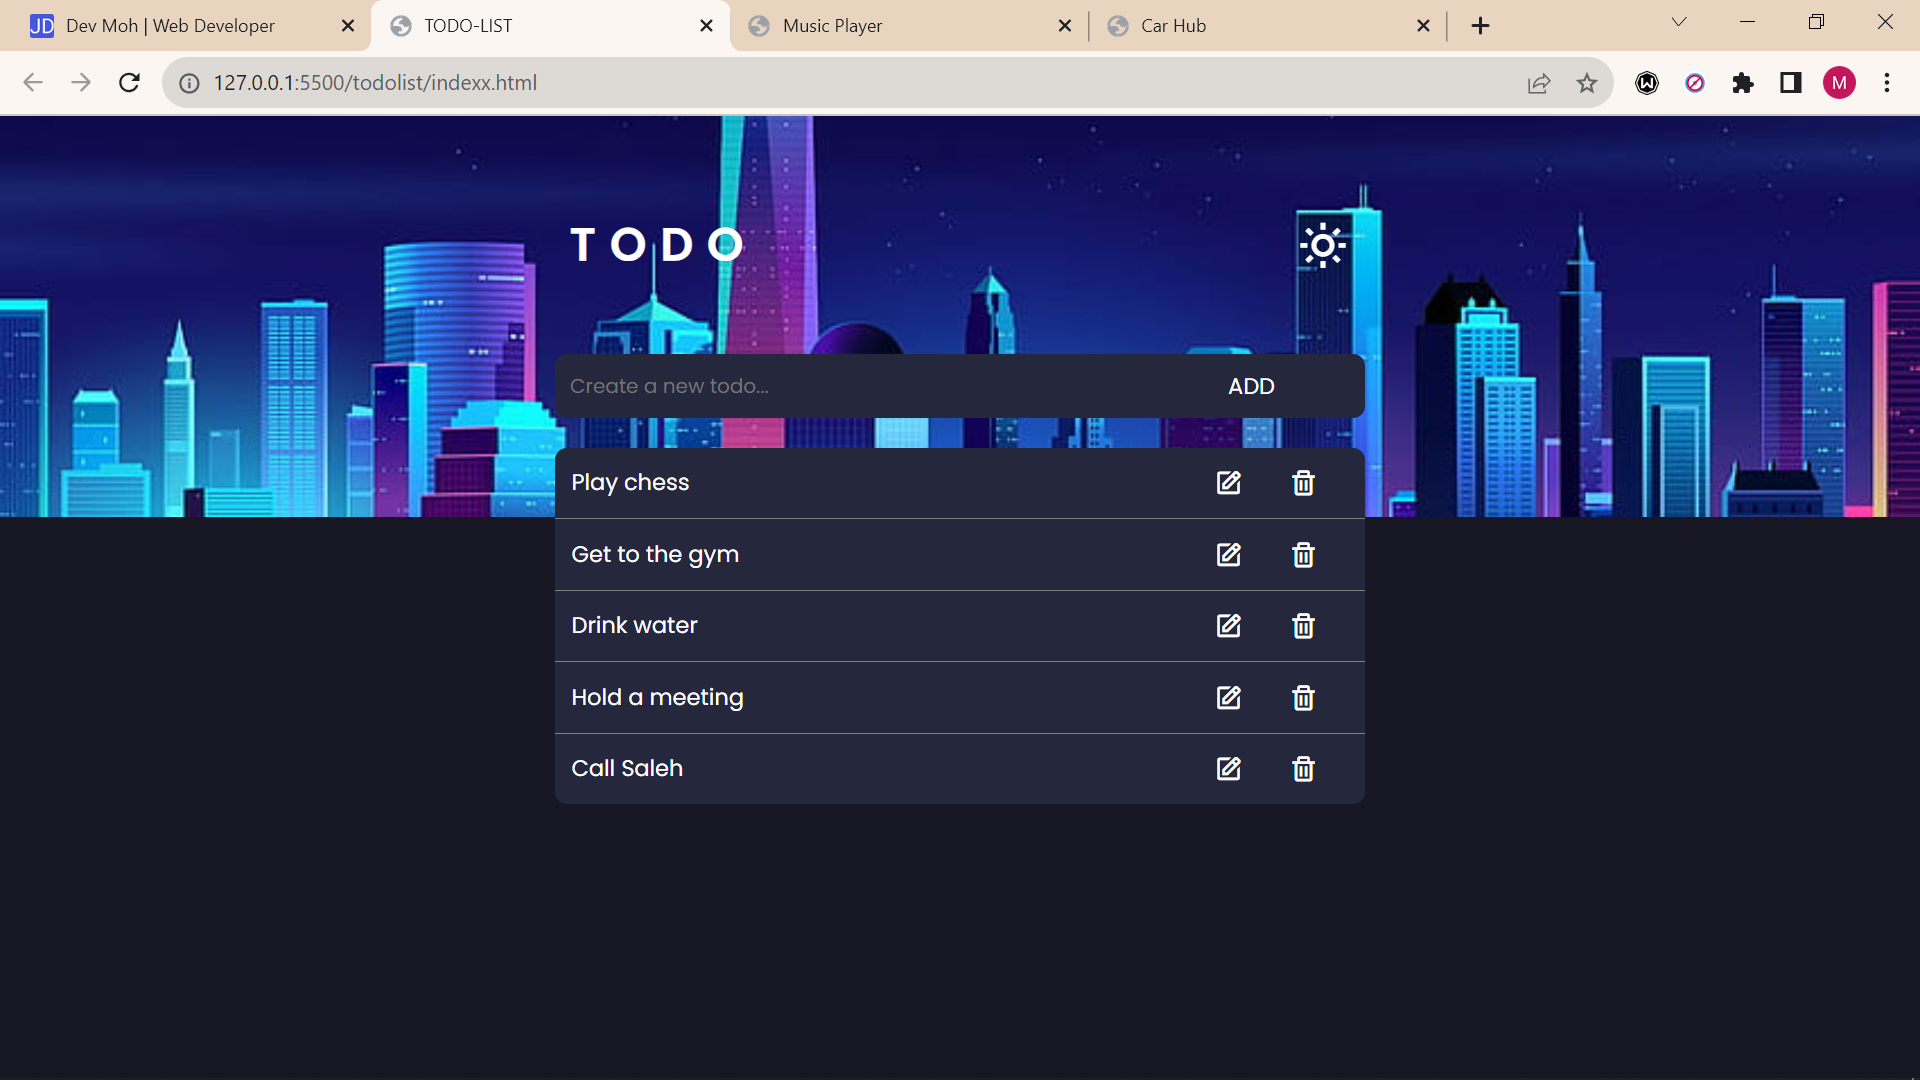 JD Dev Moh | Web Developer
TODO-LIST
Music Player
Car Hub
127.0.0.1:5500/todolist/indexx.html
W
M
TODO
Create a new todo...
ADD
Play chess
Get to the gym
Drink water
Hold a meeting
Call Saleh